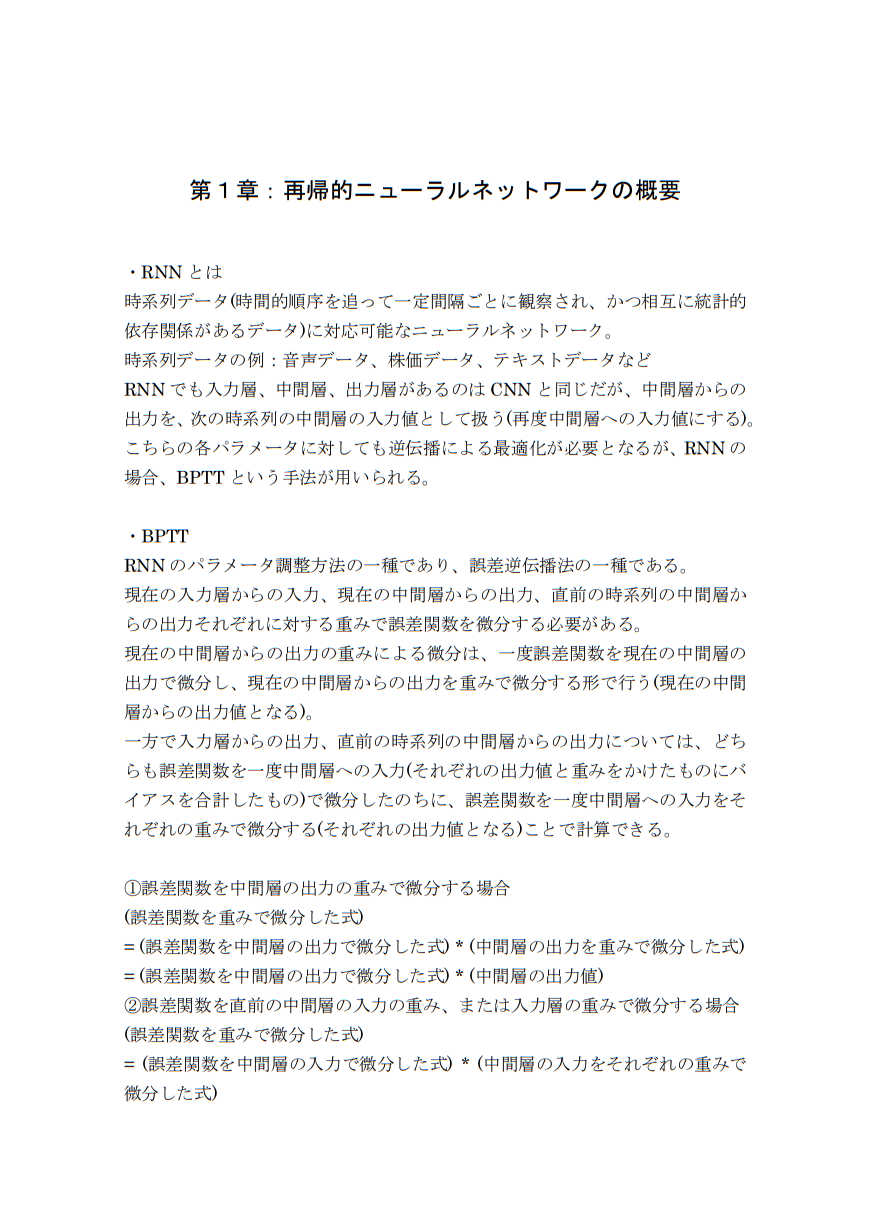 第１章：再帰的ニューラルネットワークの概要
・RNN とは
時系列データ(時間的順序を追って一定間隔ごとに観察され、かつ相互に統計的
依存関係があるデータ)に対応可能なニューラルネットワーク。
時系列データの例：音声データ、株価データ、テキストデータなど
RNN でも入力層、中間層、出力層があるのは CNN と同じだが、中間層からの
出力を、次の時系列の中間層の入力値として扱う(再度中間層への入力値にする)。
こちらの各パラメータに対しても逆伝播による最適化が必要となるが、RNN の
場合、BPTT という手法が用いられる。
・BPTT
RNN のパラメータ調整方法の一種であり、誤差逆伝播法の一種である。
現在の入力層からの入力、現在の中間層からの出力、直前の時系列の中間層か
らの出力それぞれに対する重みで誤差関数を微分する必要がある。
現在の中間層からの出力の重みによる微分は、一度誤差関数を現在の中間層の
出力で微分し、現在の中間層からの出力を重みで微分する形で行う(現在の中間
層からの出力値となる)。
一方で入力層からの出力、直前の時系列の中間層からの出力については、どち
らも誤差関数を一度中間層への入力(それぞれの出力値と重みをかけたものにバ
イアスを合計したもの)で微分したのちに、誤差関数を一度中間層への入力をそ
れぞれの重みで微分する(それぞれの出力値となる)ことで計算できる。
①誤差関数を中間層の出力の重みで微分する場合
(誤差関数を重みで微分した式)
= (誤差関数を中間層の出力で微分した式) * (中間層の出力を重みで微分した式)
= (誤差関数を中間層の出力で微分した式) * (中間層の出力値)
②誤差関数を直前の中間層の入力の重み、または入力層の重みで微分する場合
(誤差関数を重みで微分した式)
= (誤差関数を中間層の入力で微分した式) * (中間層の入力をそれぞれの重みで
微分した式)